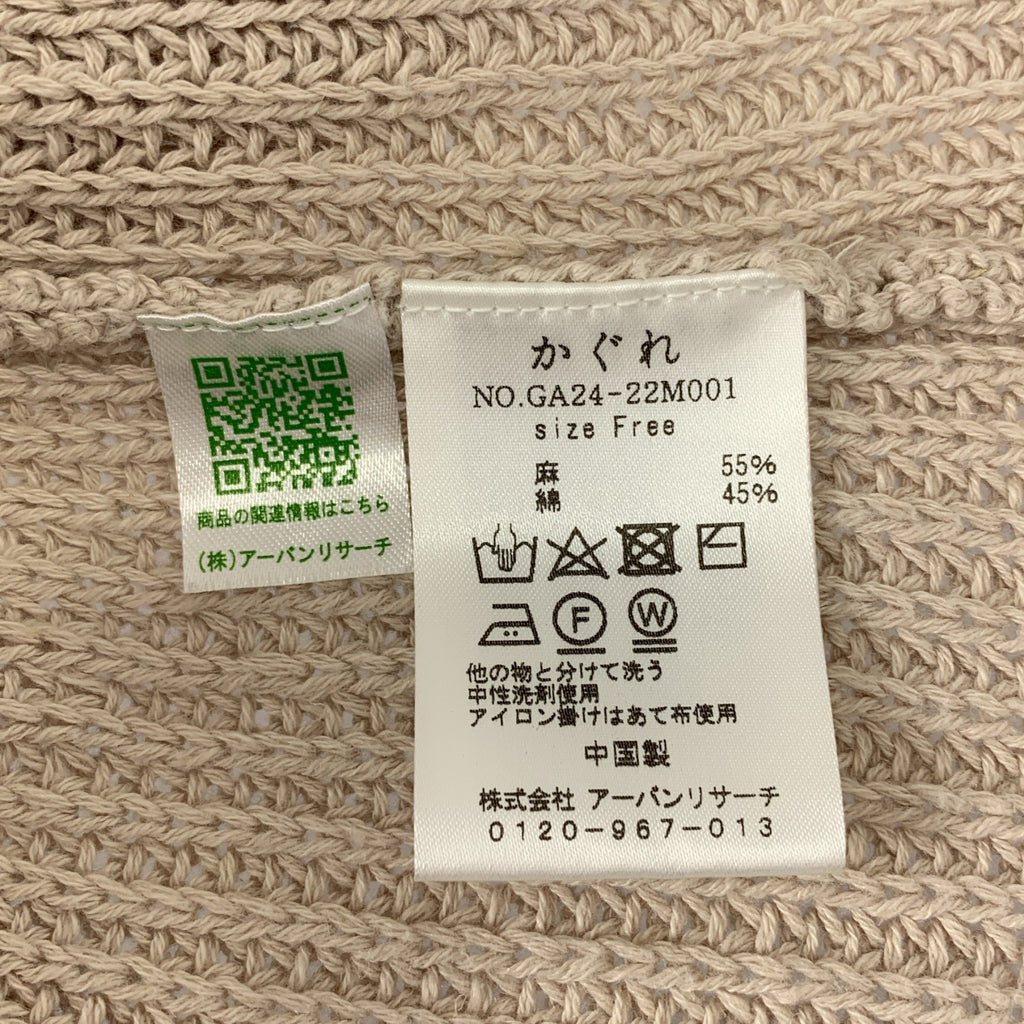 商品の関連情報はこちら
(株)アーバンリサーチ
かぐれ
NO.GA24-22M001
size Free
麻 55%
綿 45%
F W
他の物と分けて洗う
中性洗剤使用
アイロン掛けはあて布使用
中国製
株式会社 アーバンリサーチ
0120-967-013